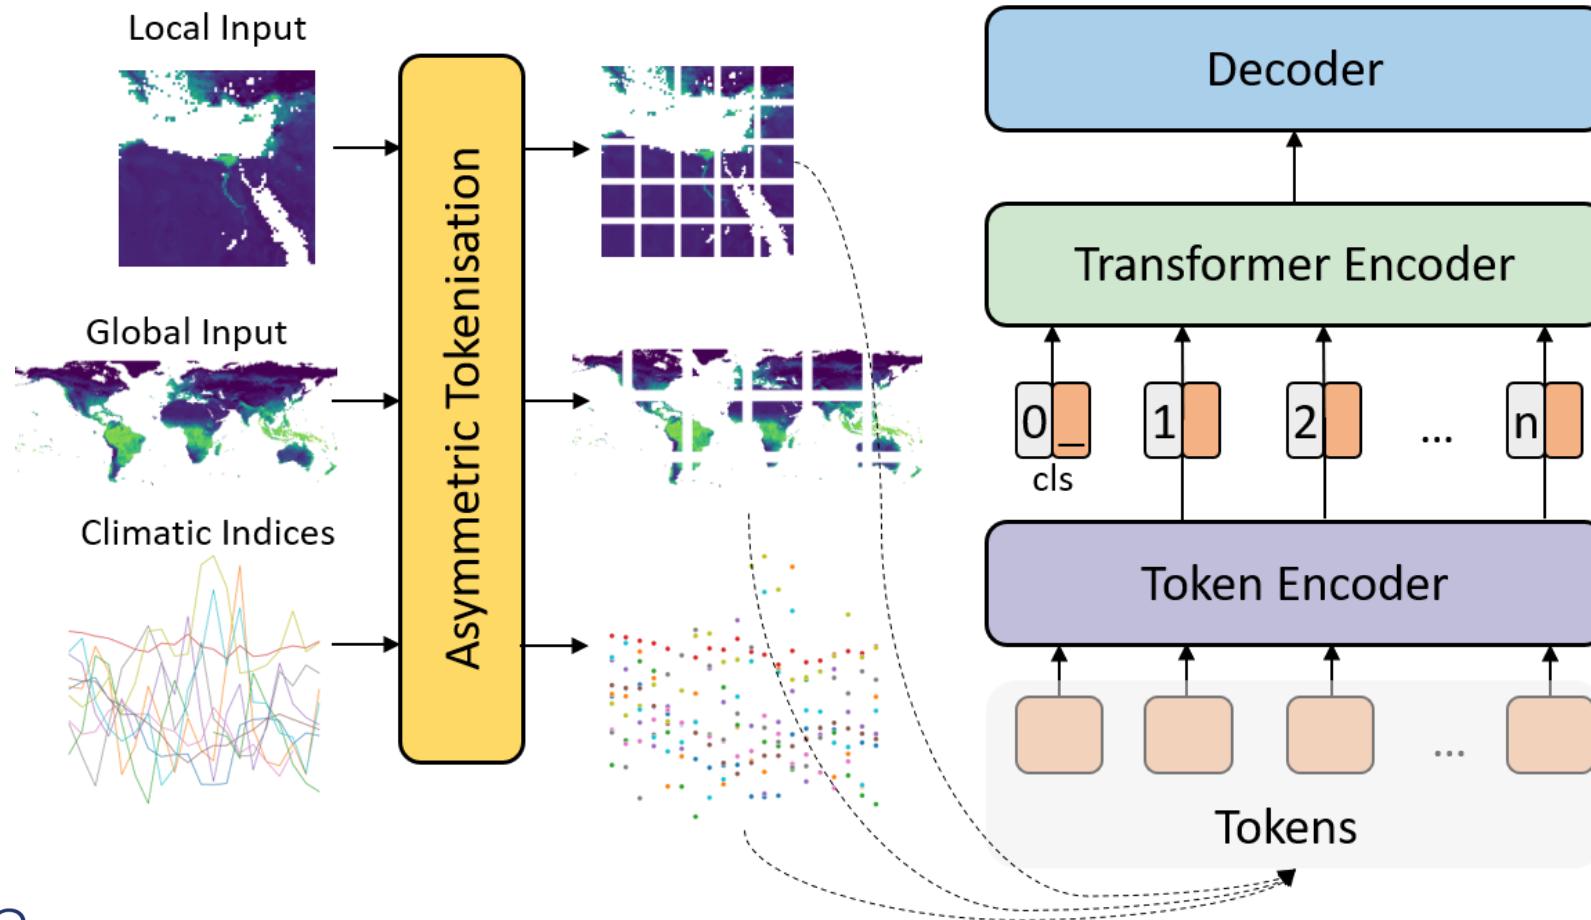 Local Input
Global Input
Climatic Indices
Asymmetric Tokenisation
Decoder
Transformer Encoder
0 _ 1 2 ... n
cls
Token Encoder
...
Tokens